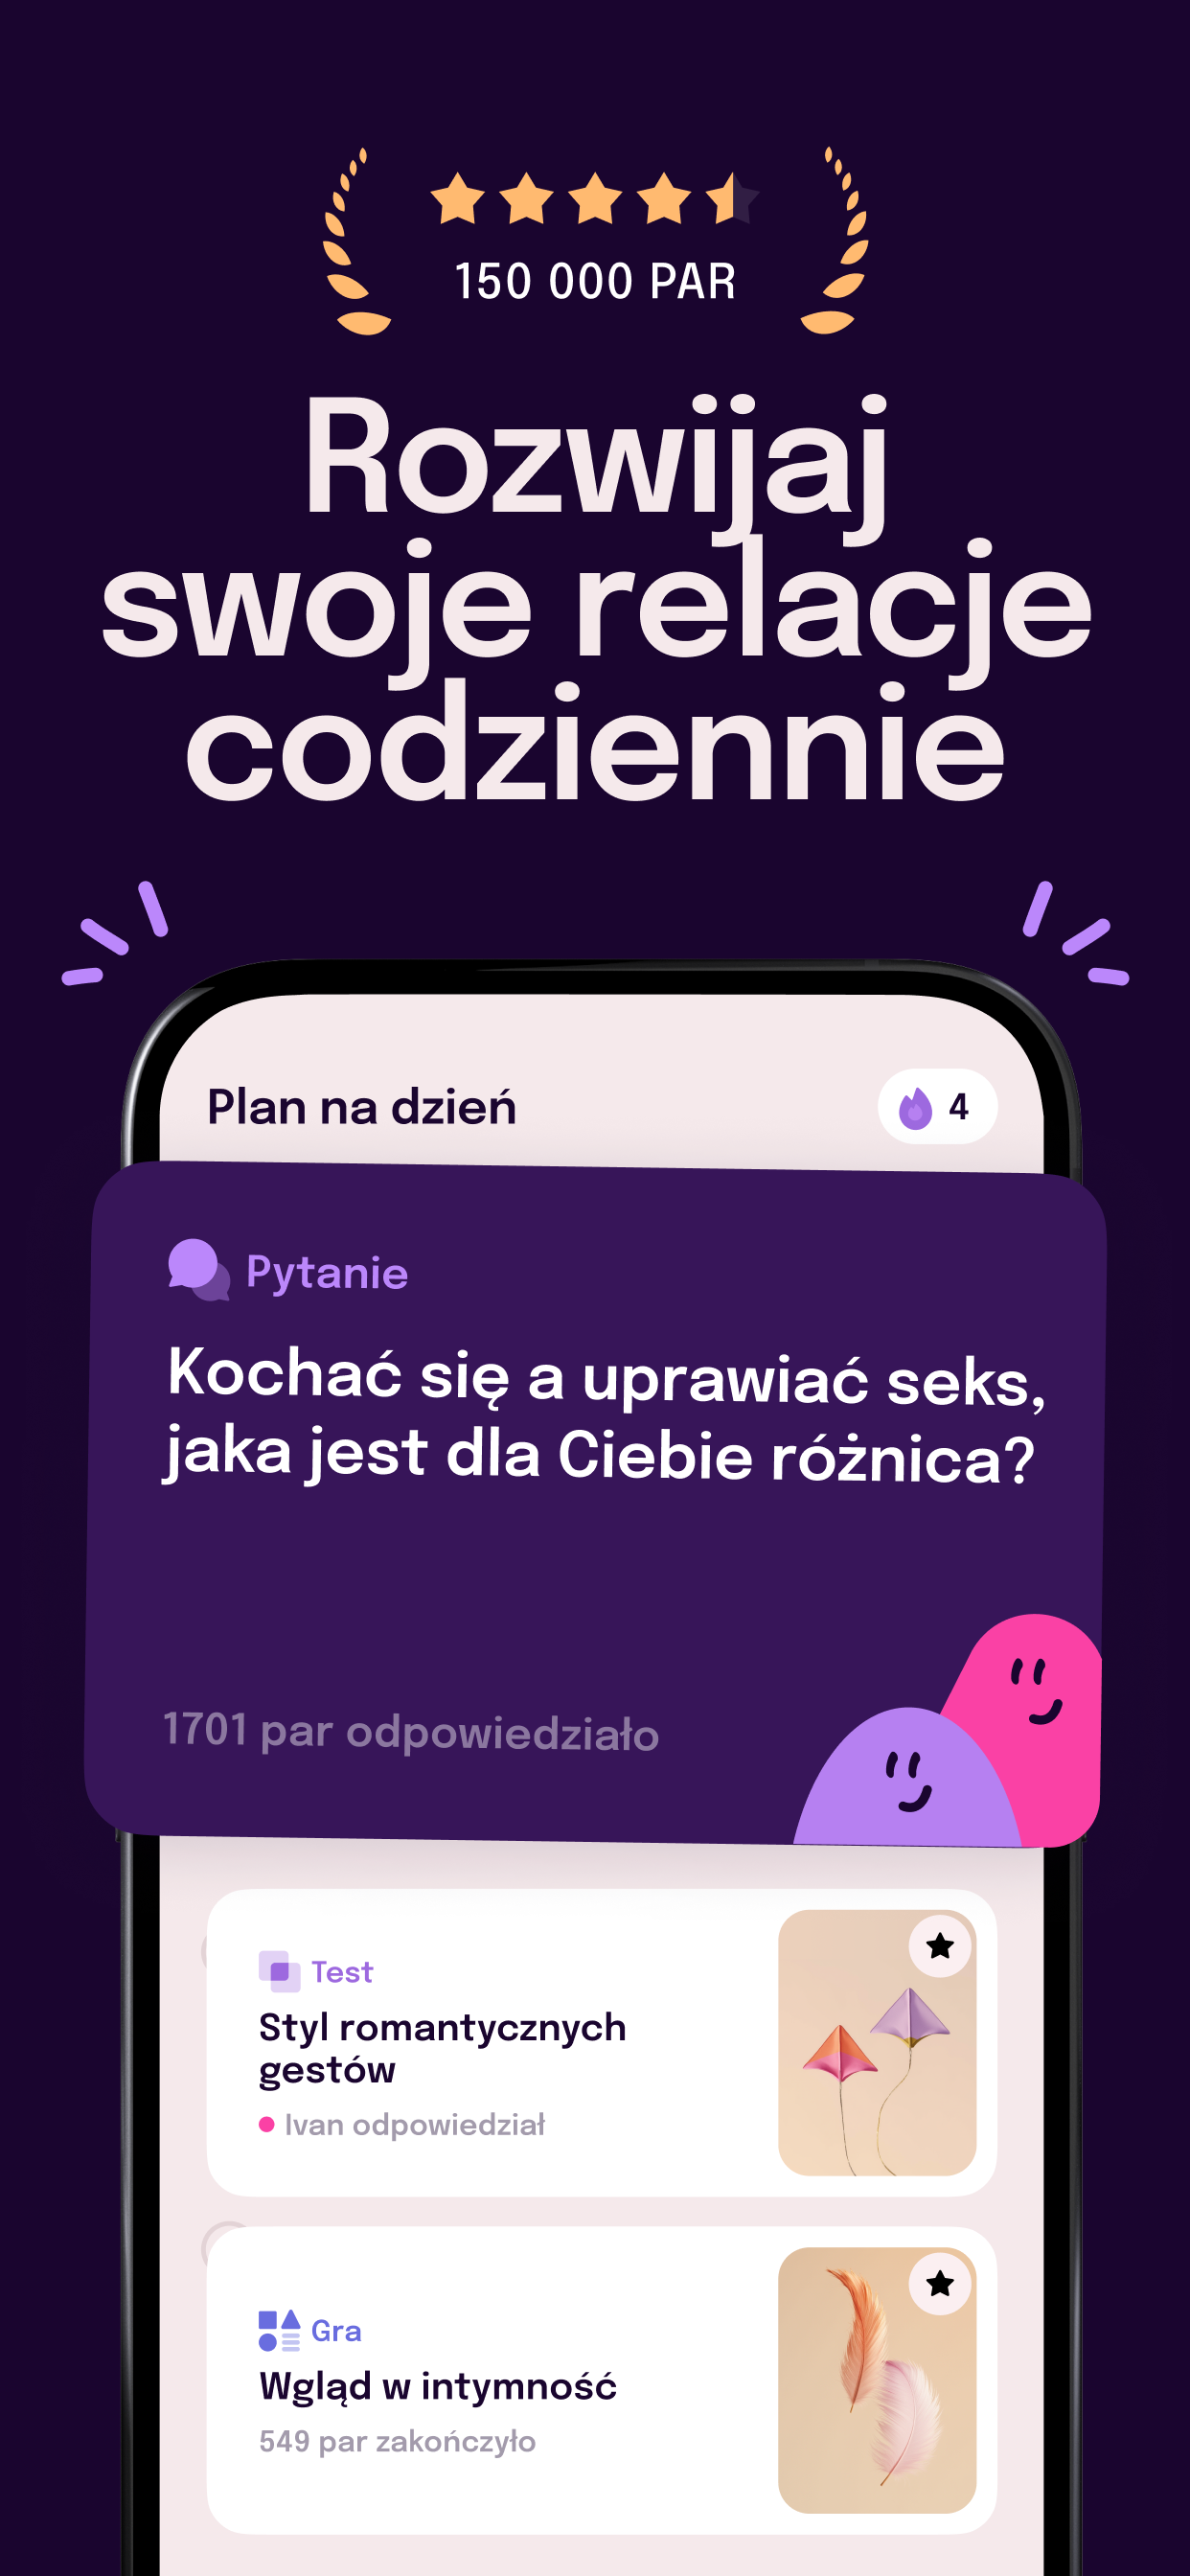 150 000 PAR
Rozwijaj
swoje relacje
codziennie
Plan na dzień
4
Pytanie
Kochać się a uprawiać seks,
jaka jest dla Ciebie różnica?
1701 par odpowiedziało
Test
Styl romantycznych
gestów
Ivan odpowiedział
Gra
Wgląd w intymność
549 par zakończyło